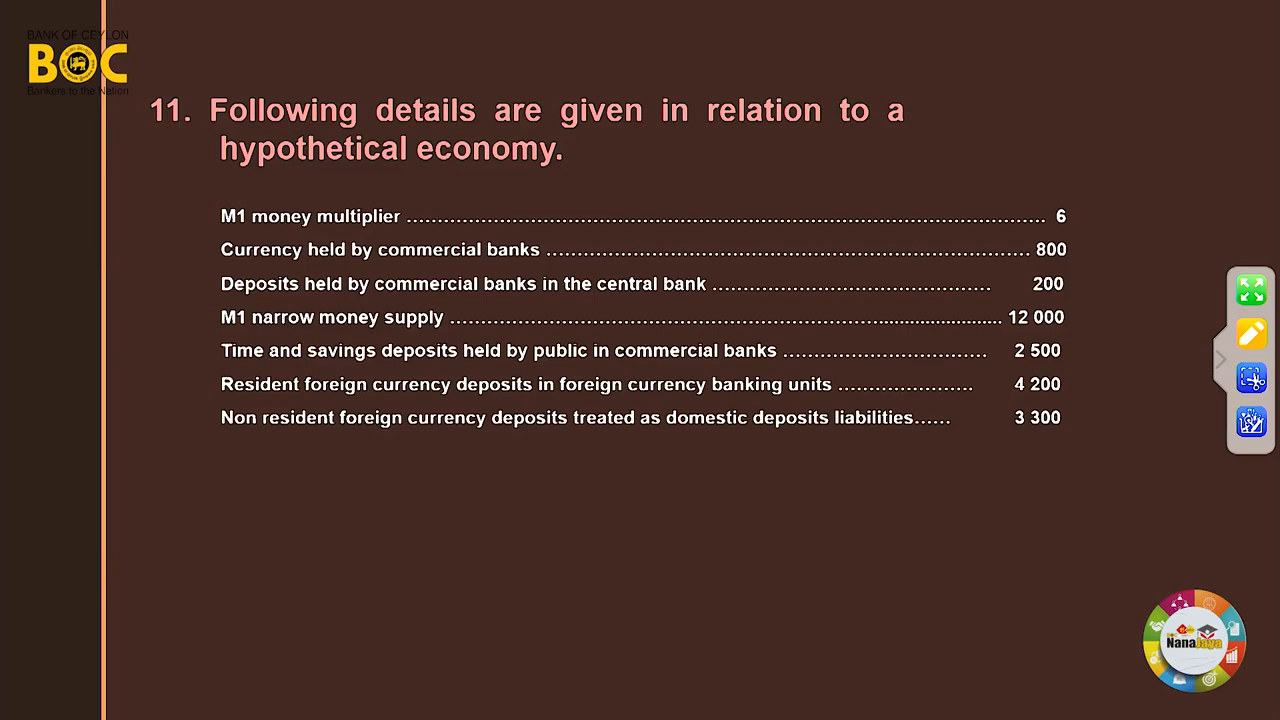 BANK OF CEYLON
BOC
Bankers to the Nation
11. Following details are given in relation to a
hypothetical economy.
M1 money multiplier ........................................................................................................ 6
Currency held by commercial banks ............................................................................... 800
Deposits held by commercial banks in the central bank ............................................. 200
M1 narrow money supply ........................................................................................... 12 000
Time and savings deposits held by public in commercial banks ................................. 2 500
Resident foreign currency deposits in foreign currency banking units ...................... 4 200
Non resident foreign currency deposits treated as domestic deposits liabilities...... 3 300
NanaJaya